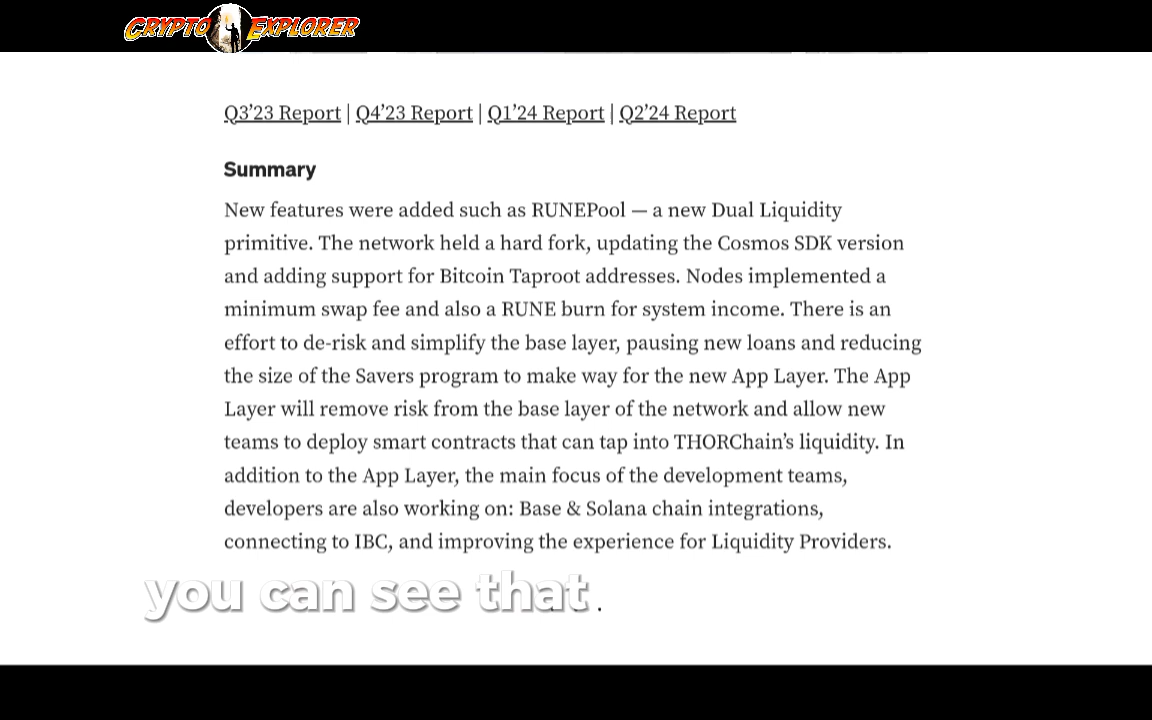 CRYPTO EXPLORER
Q3’23 Report | Q4’23 Report | Q1’24 Report | Q2’24 Report
Summary
New features were added such as RUNEPool — a new Dual Liquidity
primitive. The network held a hard fork, updating the Cosmos SDK version
and adding support for Bitcoin Taproot addresses. Nodes implemented a
minimum swap fee and also a RUNE burn for system income. There is an
effort to de-risk and simplify the base layer, pausing new loans and reducing
the size of the Savers program to make way for the new App Layer. The App
Layer will remove risk from the base layer of the network and allow new
teams to deploy smart contracts that can tap into THORChain’s liquidity. In
addition to the App Layer, the main focus of the development teams,
developers are also working on: Base & Solana chain integrations,
connecting to IBC, and improving the experience for Liquidity Providers.
you can see that